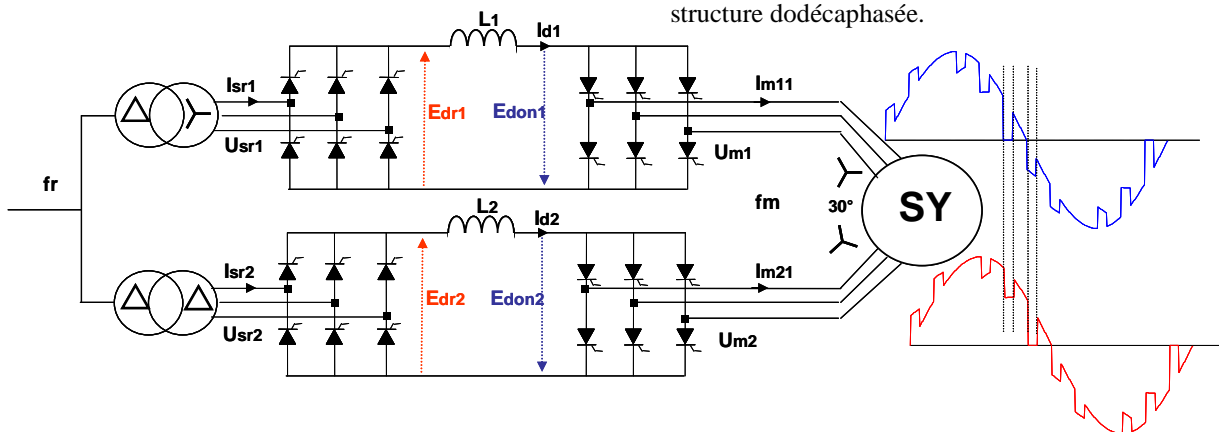 structure dodécaphasée.
L1
Id1
Isr1
Edr1
Edon1
Im11
Usr1
Um1
fr
fm
30°
SY
L2
Id2
Isr2
Edr2
Edon2
Im21
Usr2
Um2